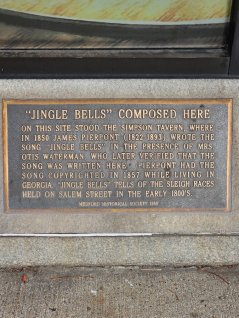 "JINGLE BELLS" COMPOSED HERE
ON THIS SITE STOOD THE SIMPSON TAVERN, WHERE
IN 1850 JAMES PIERPONT (1822-1893) WROTE THE
SONG "JINGLE BELLS" IN THE PRESENCE OF MRS.
OTIS WATERMAN, WHO LATER VERIFIED THAT THE
SONG WAS WRITTEN HERE. PIERPONT HAD THE
SONG COPYRIGHTED IN 1857 WHILE LIVING IN
GEORGIA. "JINGLE BELLS" TELLS OF THE SLEIGH RACES
HELD ON SALEM STREET IN THE EARLY 1800'S.
MEDFORD HISTORICAL SOCIETY